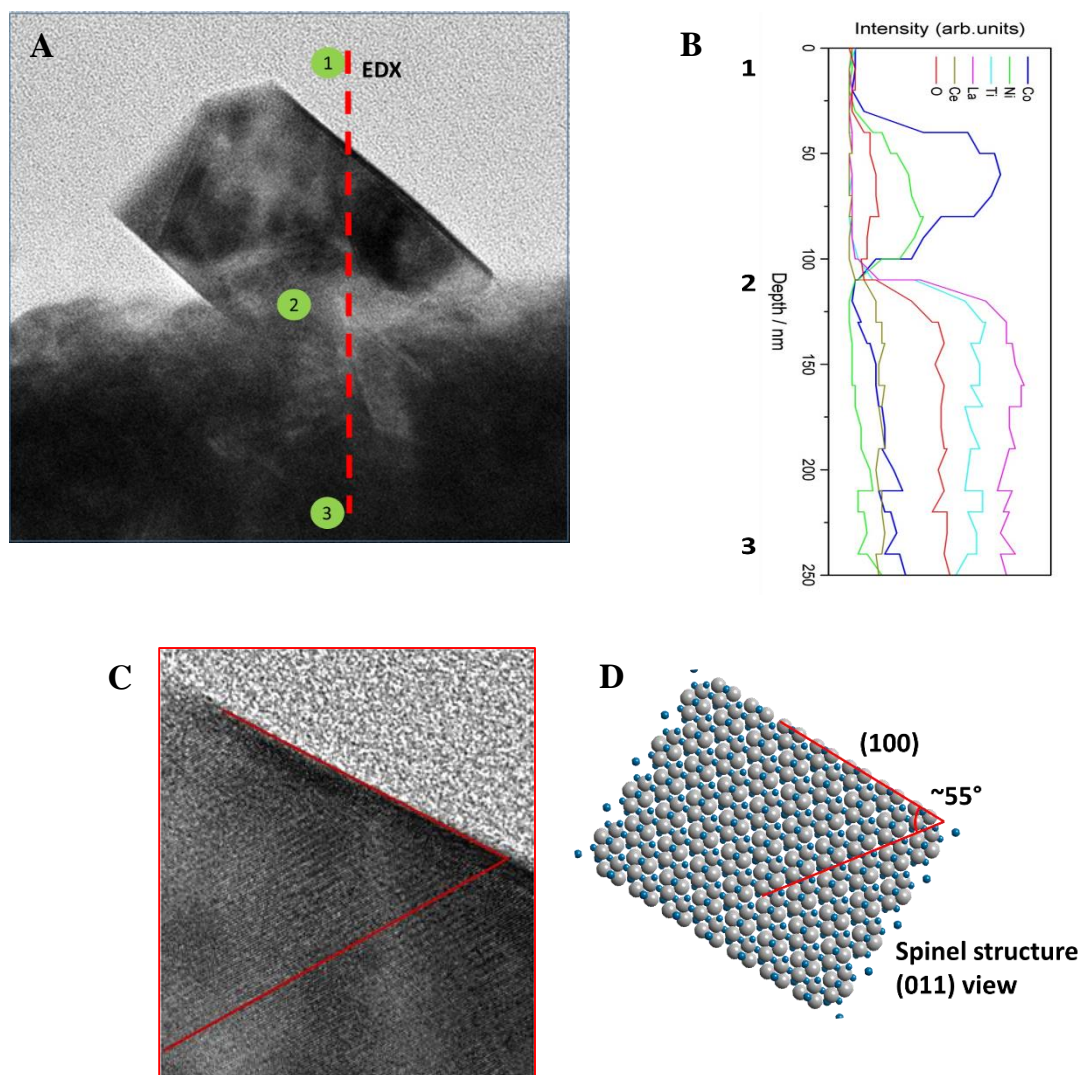 A
1
EDX
2
3
B
Intensity (arb.units)
Co
Ni
Ti
La
Ce
O
0
50
100
150
200
250
Depth / nm
1
2
3
C
D
(100)
~55°
Spinel structure
(011) view